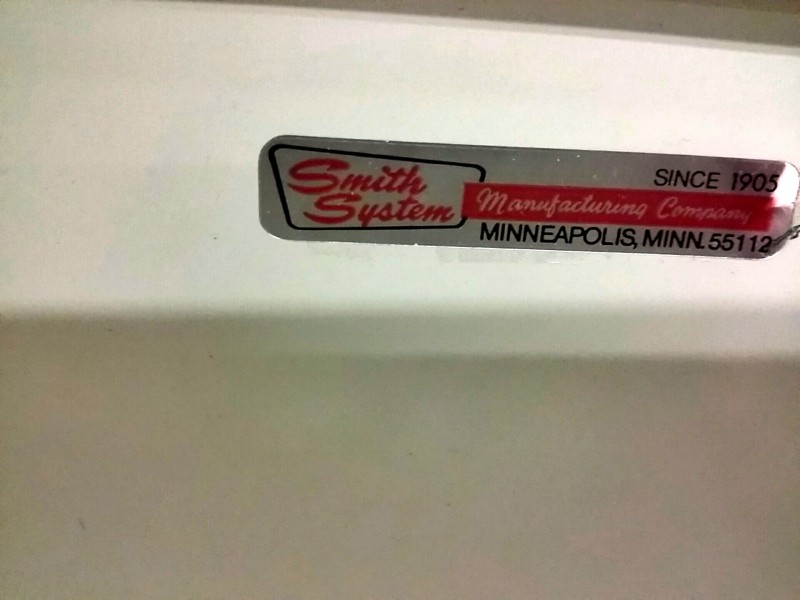 Smith
System
SINCE 1905
Manufacturing Company
MINNEAPOLIS, MINN. 55112